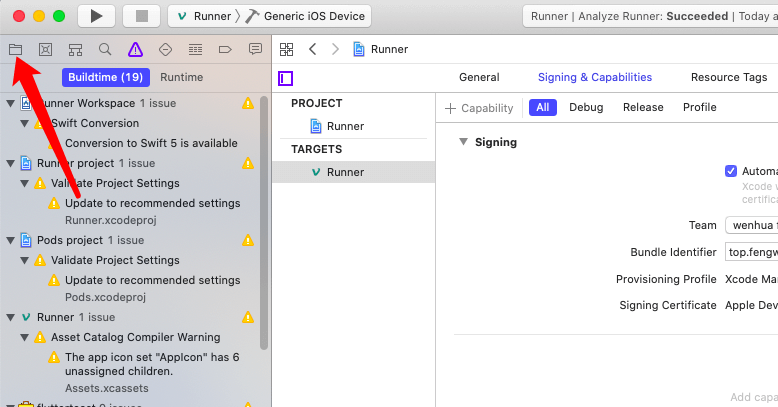 Runner
Generic iOS Device
Runner | Analyze Runner: Succeeded | Today a
Runner
Buildtime (19)
Runtime
General
Signing & Capabilities
Resource Tags
Runner Workspace 1 issue
Swift Conversion
Conversion to Swift 5 is available
Runner project 1 issue
Validate Project Settings
Update to recommended settings
Runner.xcodeproj
Pods project 1 issue
Validate Project Settings
Update to recommended settings
Pods.xcodeproj
Runner 1 issue
Asset Catalog Compiler Warning
The app icon set "AppIcon" has 6
unassigned children.
Assets.xcassets
PROJECT
Runner
TARGETS
Runner
+ Capability
All
Debug
Release
Profile
Signing
Automa
Xcode w
certifica
Team
wenhua f
Bundle Identifier
top.fengw
Provisioning Profile
Xcode Ma
Signing Certificate
Apple Dev
Add capa